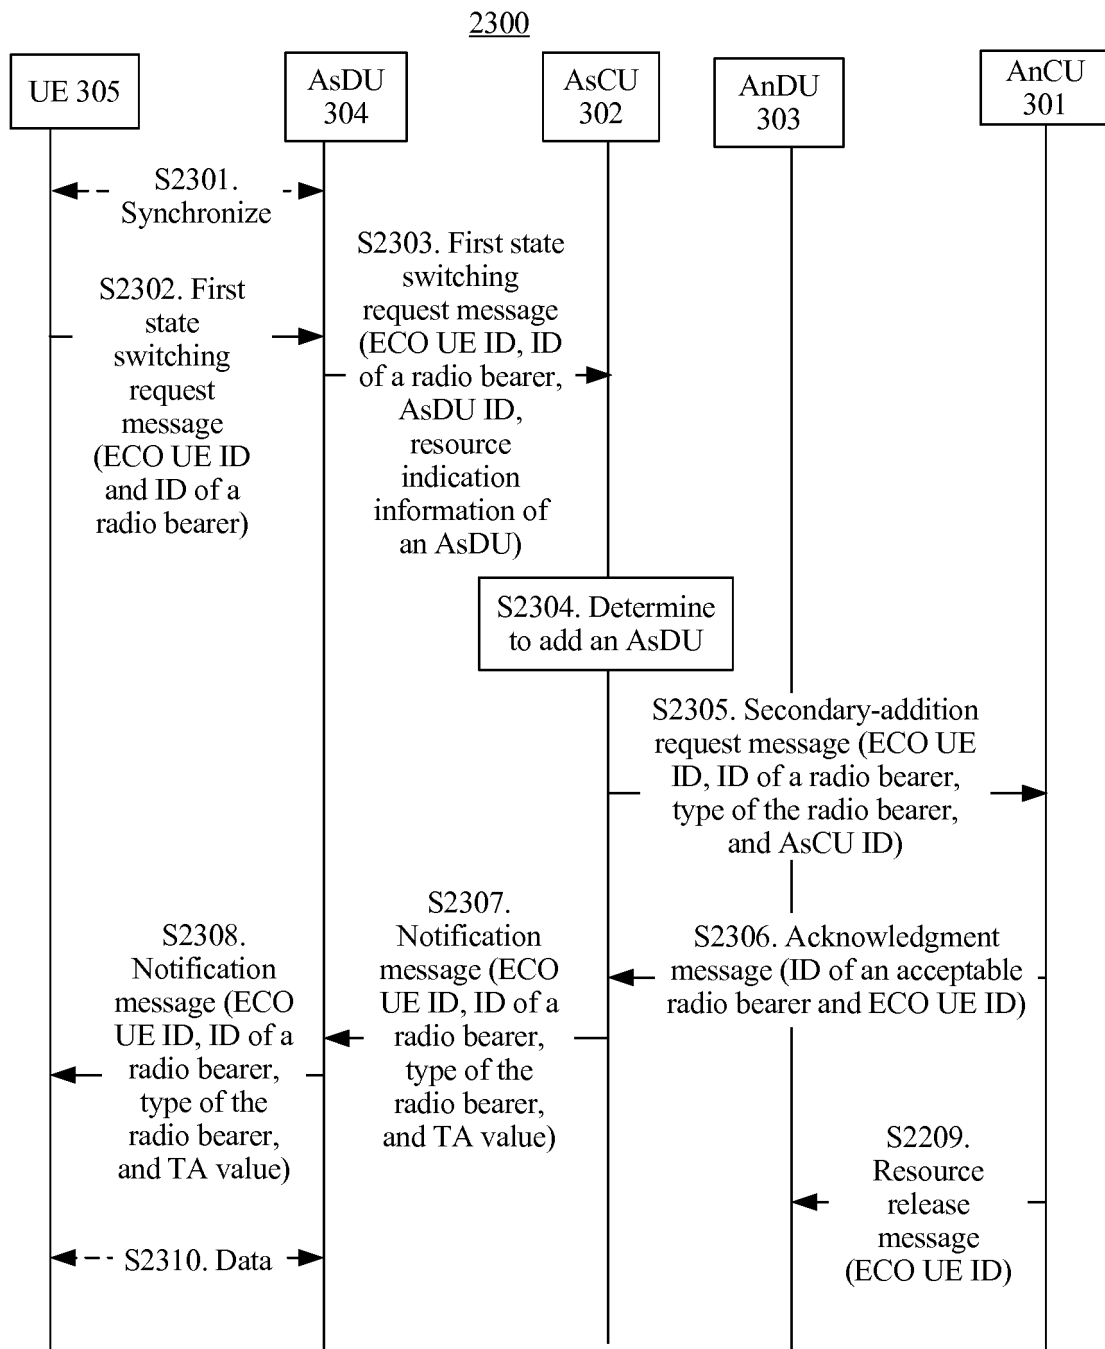 2300
UE 305
AsDU
304
AsCU
302
AnDU
303
AnCU
301
S2301.
Synchronize
S2302. First
state
switching
request
message
(ECO UE ID
and ID of a
radio bearer)
S2303. First state
switching
request message
(ECO UE ID, ID
of a radio bearer,
AsDU ID,
resource
indication
information of
an AsDU)
S2304. Determine
to add an AsDU
S2305. Secondary-addition
request message (ECO UE
ID, ID of a radio bearer,
type of the radio bearer,
and AsCU ID)
S2306. Acknowledgment
message (ID of an acceptable
radio bearer and ECO UE ID)
S2307.
Notification
message (ECO
UE ID, ID of a
radio bearer,
type of the
radio bearer,
and TA value)
S2308.
Notification
message (ECO
UE ID, ID of a
radio bearer,
type of the
radio bearer,
and TA value)
S2209.
Resource
release
message
(ECO UE ID)
S2310. Data